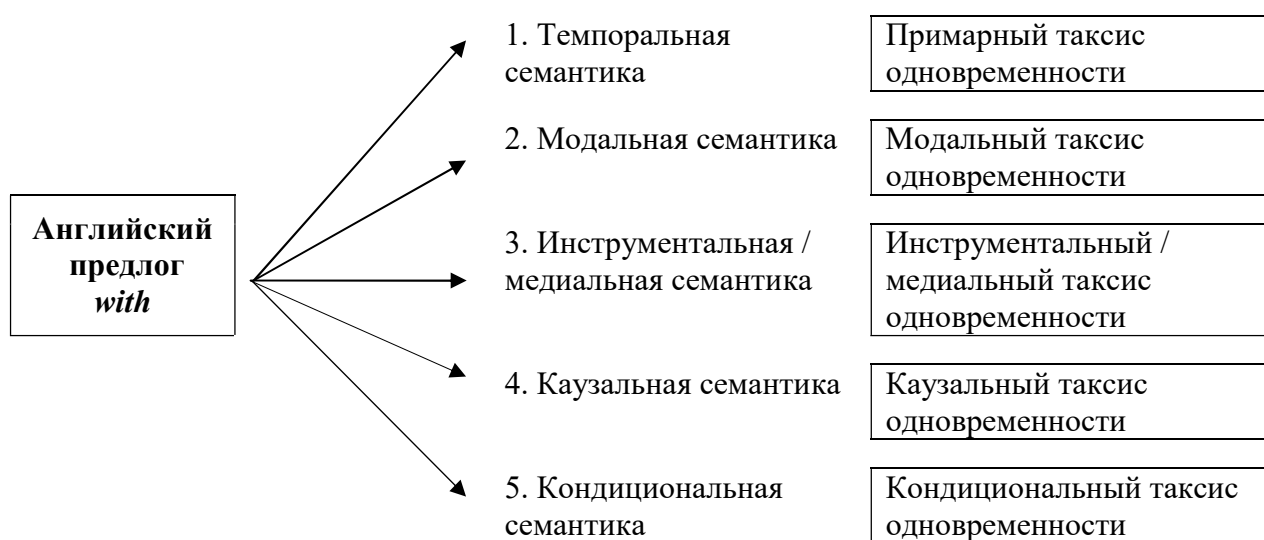 Английский
предлог
with
1. Темпоральная
семантика
Примарный таксис
одновременности
2. Модальная семантика
Модальный таксис
одновременности
3. Инструментальная /
медиальная семантика
Инструментальный /
медиальный таксис
одновременности
4. Каузальная семантика
Каузальный таксис
одновременности
5. Кондициональная
семантика
Кондициональный таксис
одновременности